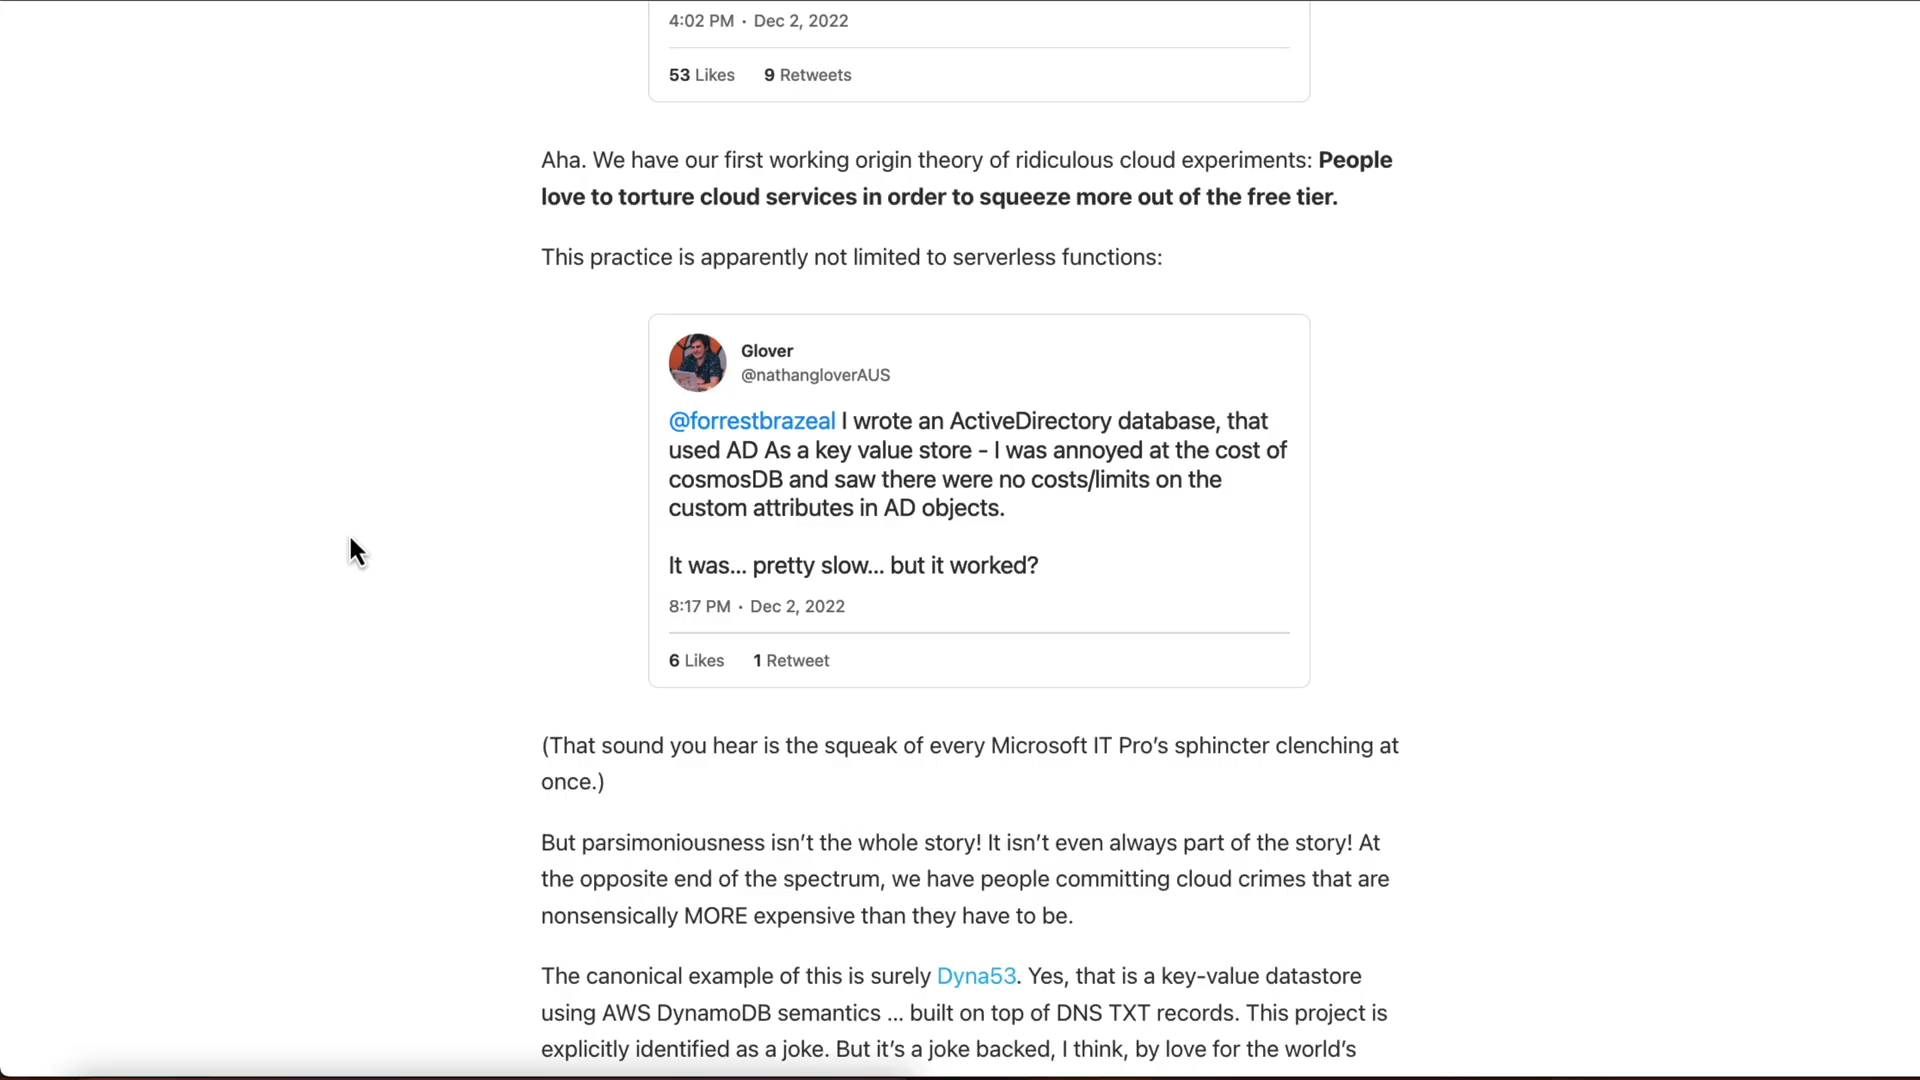 4:02 PM · Dec 2, 2022
53 Likes 9 Retweets
Aha. We have our first working origin theory of ridiculous cloud experiments: People
love to torture cloud services in order to squeeze more out of the free tier.
This practice is apparently not limited to serverless functions:
Glover
@nathangloverAUS
@forrestbrazeal I wrote an ActiveDirectory database, that
used AD As a key value store - I was annoyed at the cost of
cosmosDB and saw there were no costs/limits on the
custom attributes in AD objects.
It was... pretty slow... but it worked?
8:17 PM · Dec 2, 2022
6 Likes 1 Retweet
(That sound you hear is the squeak of every Microsoft IT Pro’s sphincter clenching at
once.)
But parsimoniousness isn’t the whole story! It isn’t even always part of the story! At
the opposite end of the spectrum, we have people committing cloud crimes that are
nonsensically MORE expensive than they have to be.
The canonical example of this is surely Dyna53. Yes, that is a key-value datastore
using AWS DynamoDB semantics … built on top of DNS TXT records. This project is
explicitly identified as a joke. But it’s a joke backed, I think, by love for the world’s